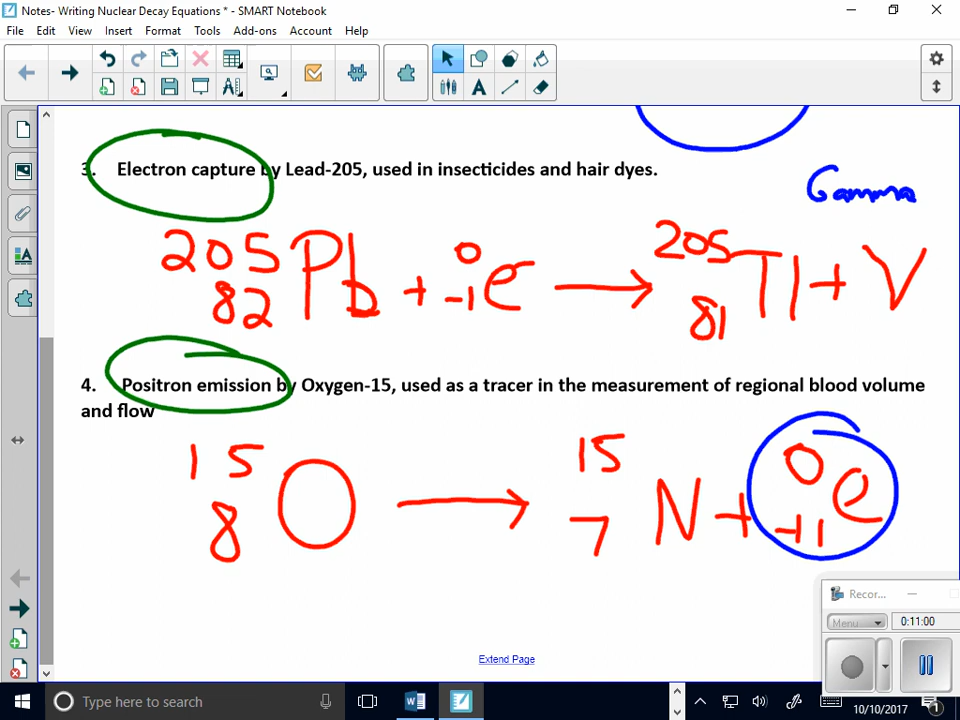 Notes- Writing Nuclear Decay Equations * - SMART Notebook
File Edit View Insert Format Tools Add-ons Account Help
3. Electron capture by Lead-205, used in insecticides and hair dyes.
Gamma
205 82 Pb + 0 -1 e → 205 81 Tl + V
4. Positron emission by Oxygen-15, used as a tracer in the measurement of regional blood volume
and flow
15 8 O → 15 7 N + 0 +1 e
Recor...
Menu 0:11:00
Extend Page
Type here to search
10/10/2017 1